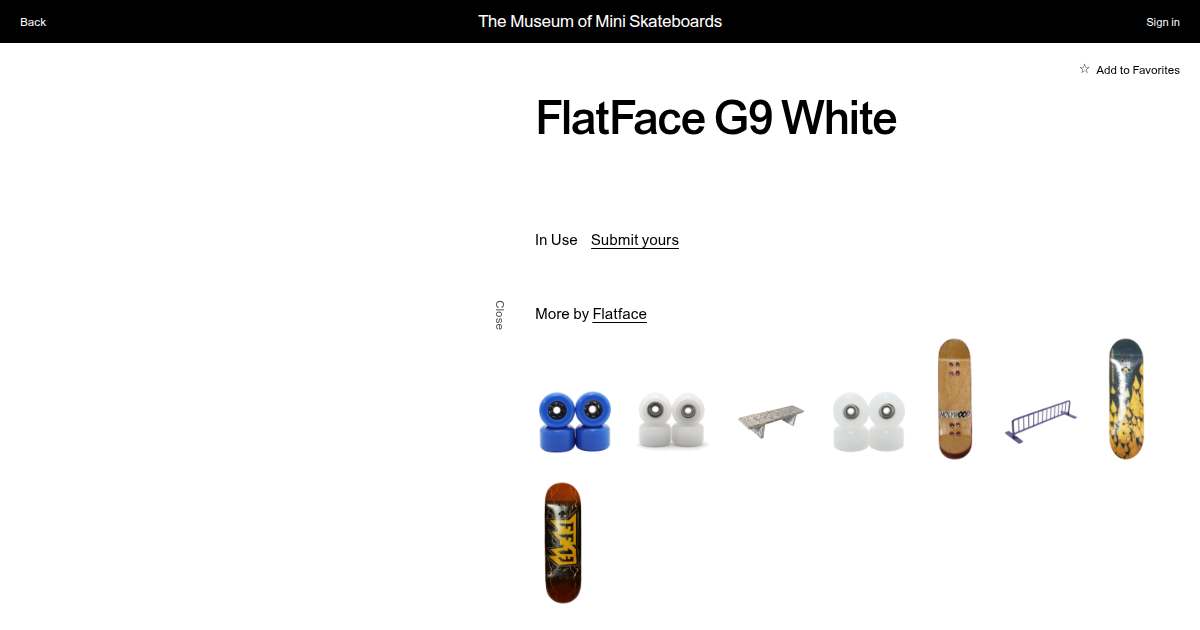 Back
The Museum of Mini Skateboards
Sign in
☆ Add to Favorites
FlatFace G9 White
In Use Submit yours
Close
More by Flatface